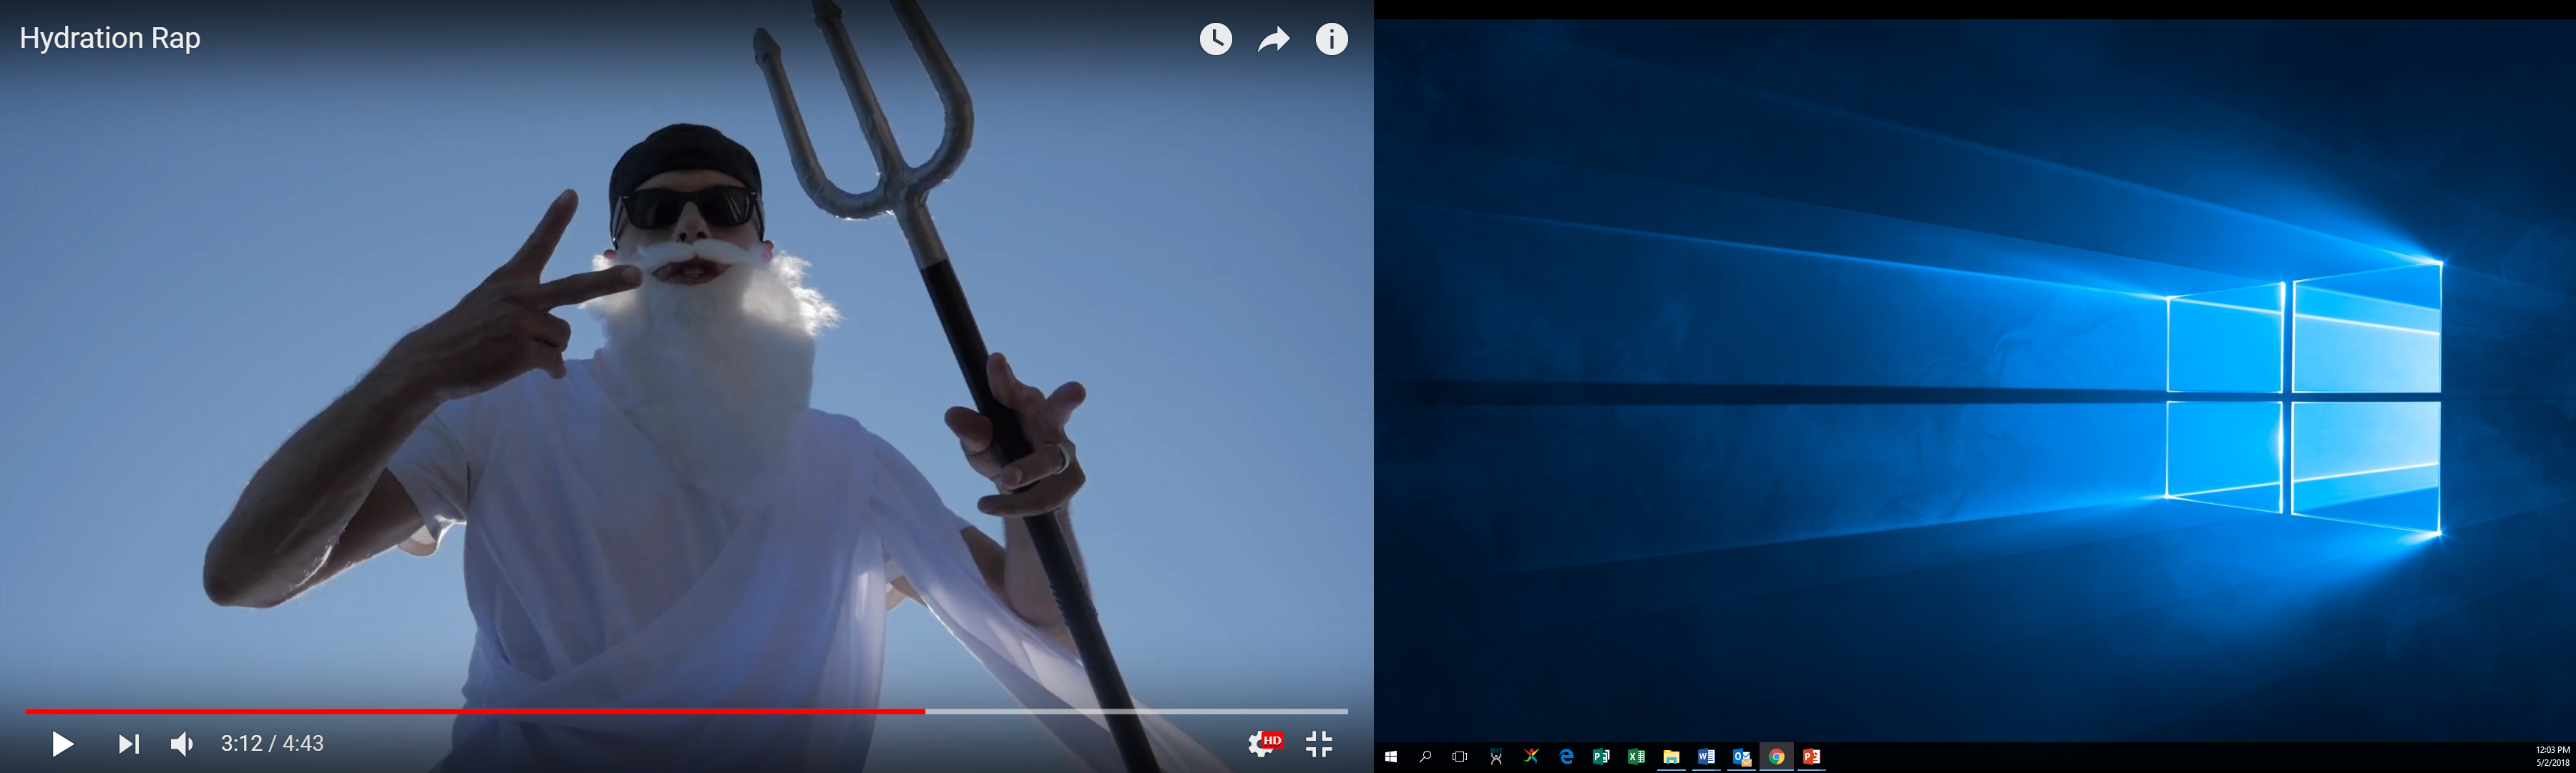 Hydration Rap
3:12 / 4:43
HD
12:03 PM
5/2/2018